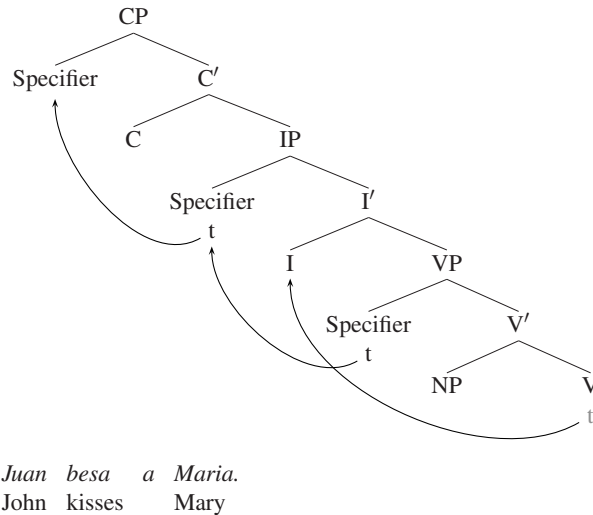 CP
Specifier C′
C IP
Specifier I′
t
I VP
Specifier V′
t
NP V
t
Juan besa a Maria.
John kisses Mary